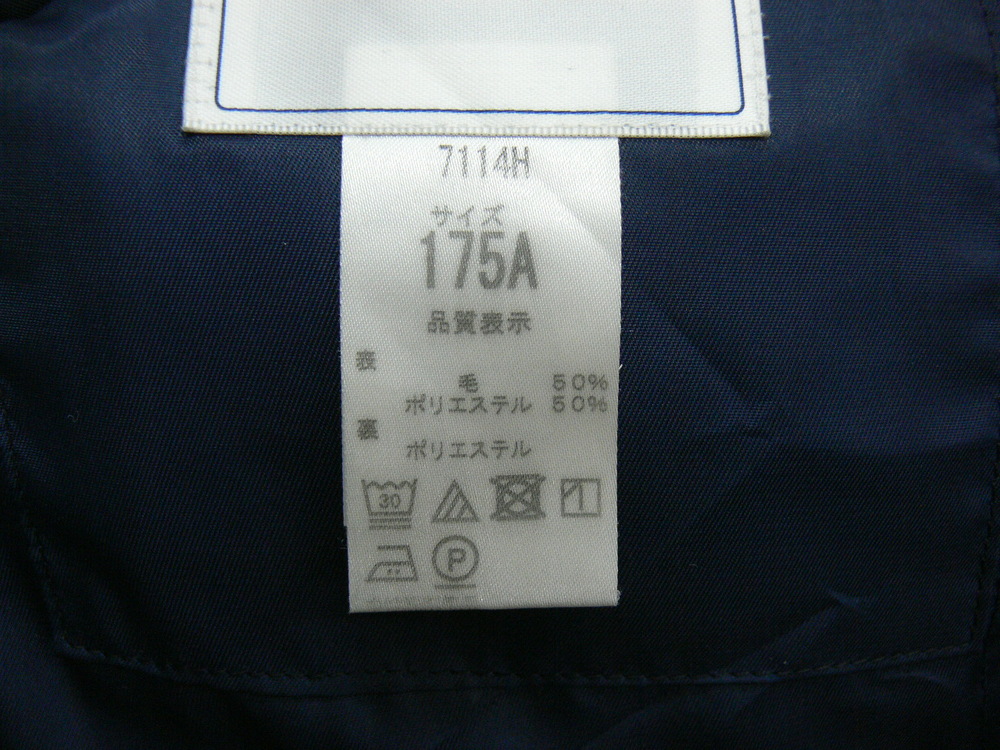 7114H
サイズ
175A
品質表示
表
毛 50%
ポリエステル 50%
裏
ポリエステル
30
P